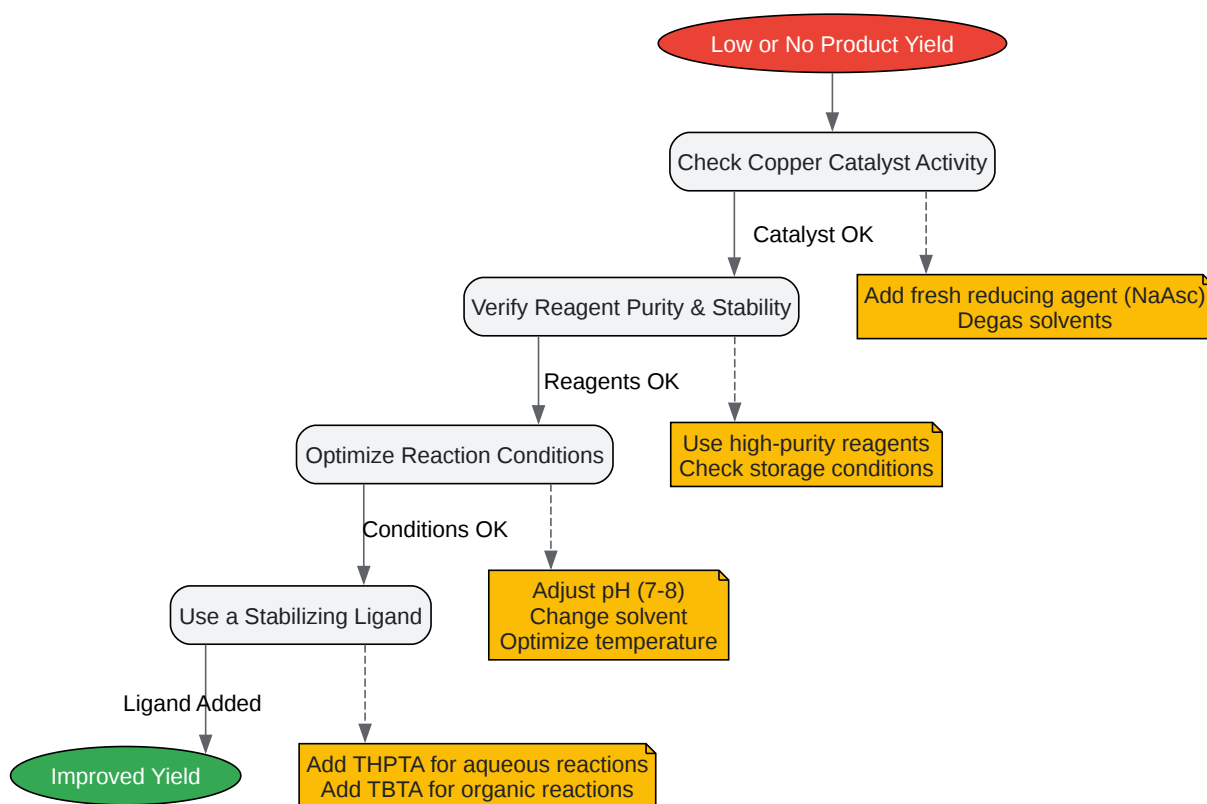 Low or No Product Yield
Check Copper Catalyst Activity
Catalyst OK
Add fresh reducing agent (NaAsc)
Degas solvents
Verify Reagent Purity & Stability
Reagents OK
Use high-purity reagents
Check storage conditions
Optimize Reaction Conditions
Conditions OK
Adjust pH (7-8)
Change solvent
Optimize temperature
Use a Stabilizing Ligand
Ligand Added
Add THPTA for aqueous reactions
Add TBTA for organic reactions
Improved Yield